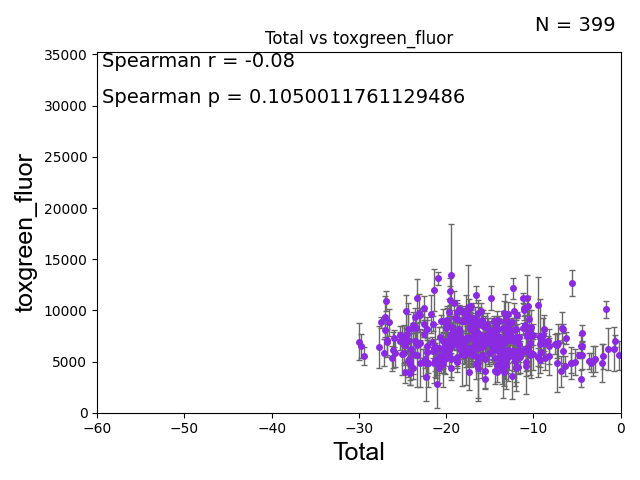 N = 399
Total vs toxgreen_fluor
Spearman r = -0.08
Spearman p = 0.1050011761129486
35000
30000
25000
20000
15000
10000
5000
0
toxgreen_fluor
−60
−50
−40
−30
−20
−10
0
Total